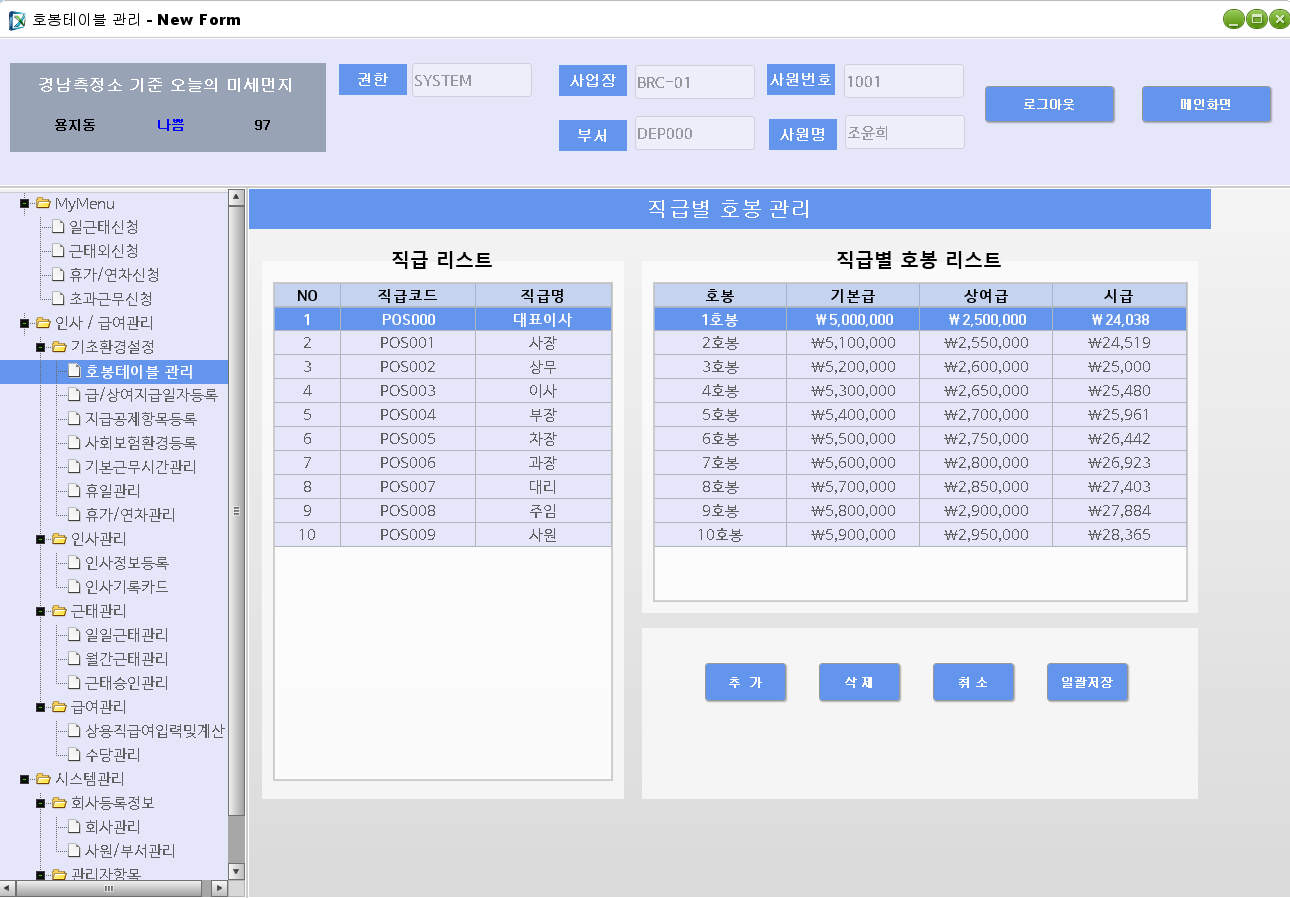 호봉테이블 관리 - New Form
경남측정소 기준 오늘의 미세먼지
용지동 나쁨 97
권한 SYSTEM
사업장 BRC-01
사원번호 1001
부서 DEP000
사원명 조윤희
로그아웃
메인화면
MyMenu
일근태신청
근태외신청
휴가/연차신청
초과근무신청
인사 / 급여관리
기초환경설정
호봉테이블 관리
급/상여지급일자등록
지급공제항목등록
사회보험환경등록
기본근무시간관리
휴일관리
휴가/연차관리
인사관리
인사정보등록
인사기록카드
근태관리
일일근태관리
월간근태관리
근태승인관리
급여관리
상용직급여입력및계산
수당관리
시스템관리
회사등록정보
회사관리
사원/부서관리
관리자항목
직급별 호봉 관리
직급 리스트
NO 직급코드 직급명
1 POS000 대표이사
2 POS001 사장
3 POS002 상무
4 POS003 이사
5 POS004 부장
6 POS005 차장
7 POS006 과장
8 POS007 대리
9 POS008 주임
10 POS009 사원
직급별 호봉 리스트
호봉 기본급 상여급 시급
1호봉 ₩5,000,000 ₩2,500,000 ₩24,038
2호봉 ₩5,100,000 ₩2,550,000 ₩24,519
3호봉 ₩5,200,000 ₩2,600,000 ₩25,000
4호봉 ₩5,300,000 ₩2,650,000 ₩25,480
5호봉 ₩5,400,000 ₩2,700,000 ₩25,961
6호봉 ₩5,500,000 ₩2,750,000 ₩26,442
7호봉 ₩5,600,000 ₩2,800,000 ₩26,923
8호봉 ₩5,700,000 ₩2,850,000 ₩27,403
9호봉 ₩5,800,000 ₩2,900,000 ₩27,884
10호봉 ₩5,900,000 ₩2,950,000 ₩28,365
추 가
삭 제
취 소
일괄저장